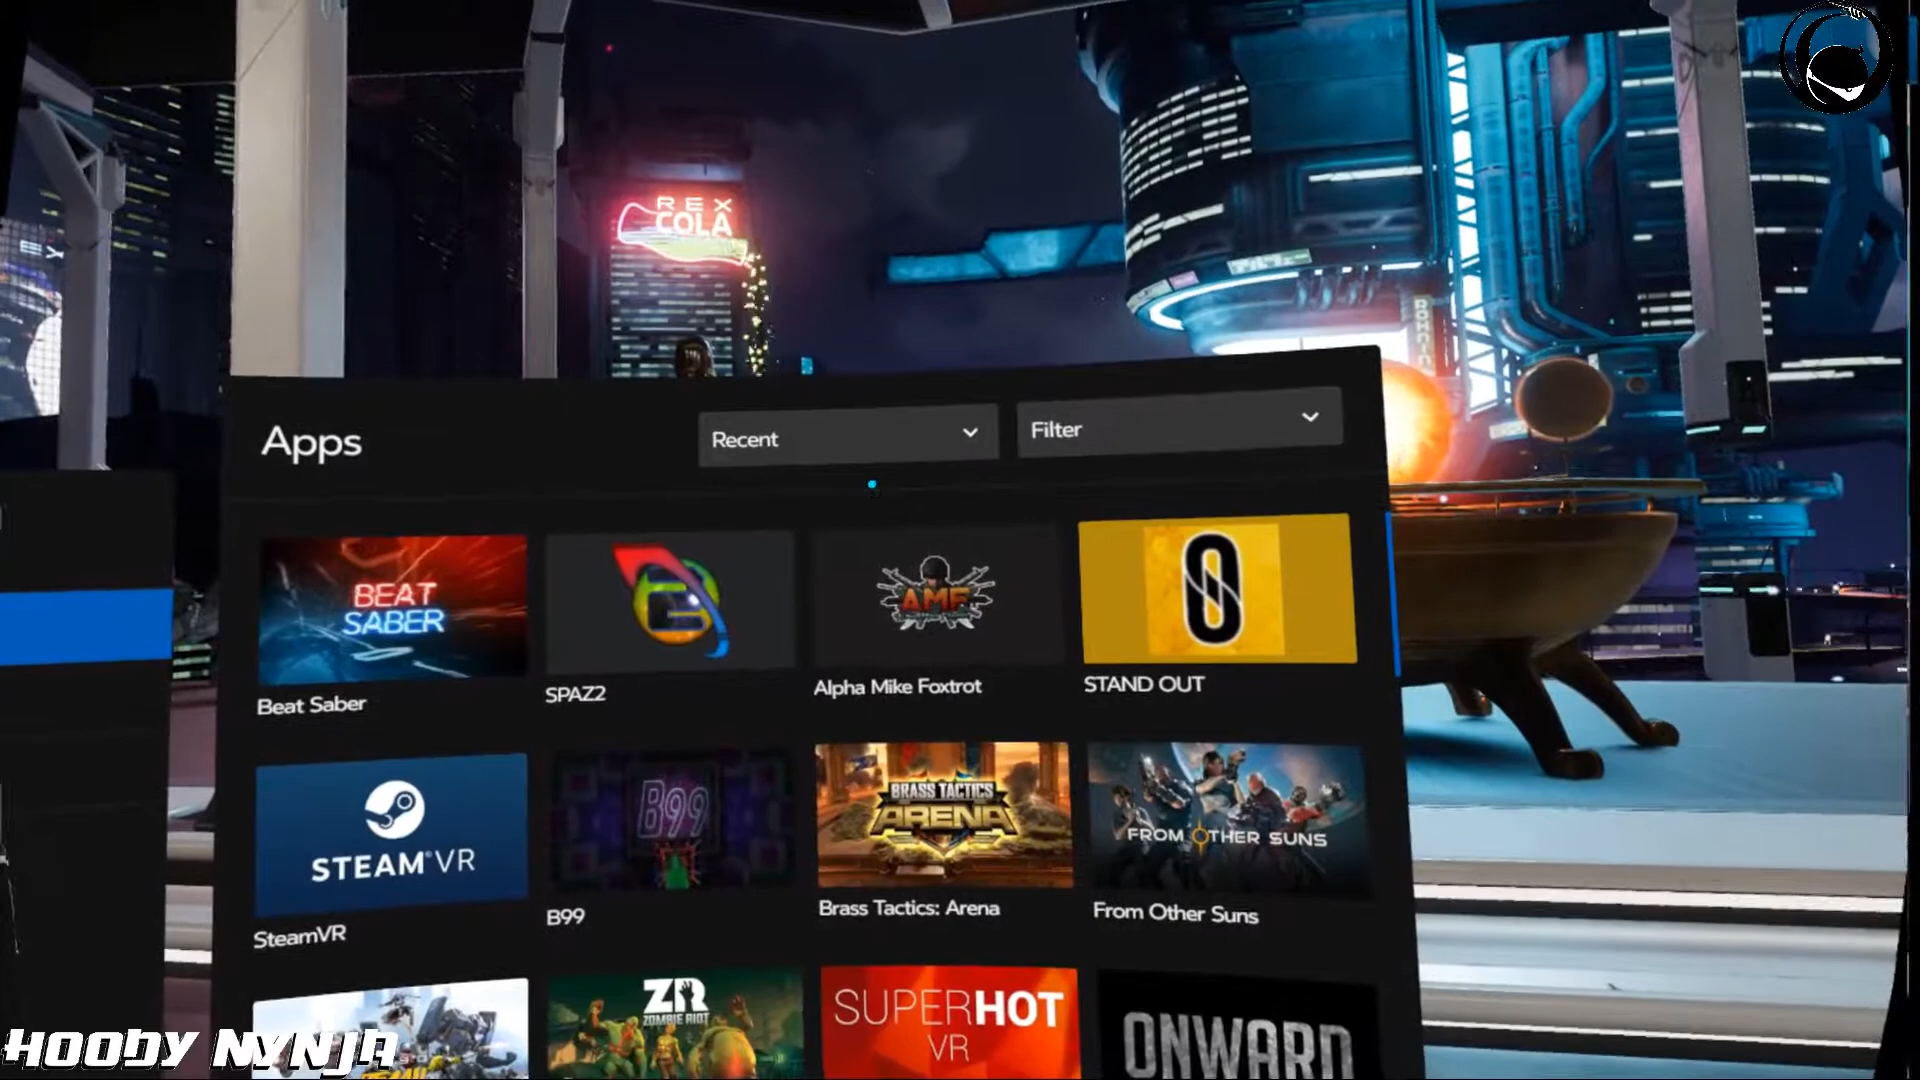 REX
COLA
EX
Apps
Recent
Filter
BEAT
SABER
AMF
Beat Saber
SPAZ2
Alpha Mike Foxtrot
STAND OUT
STEAM VR
B99
BRASS TACTICS
ARENA
FROM OTHER SUNS
SteamVR
B99
Brass Tactics: Arena
From Other Suns
ZR
ZOMBIE RIOT
SUPERHOT
VR
ONWARD
HOODY NYNJA